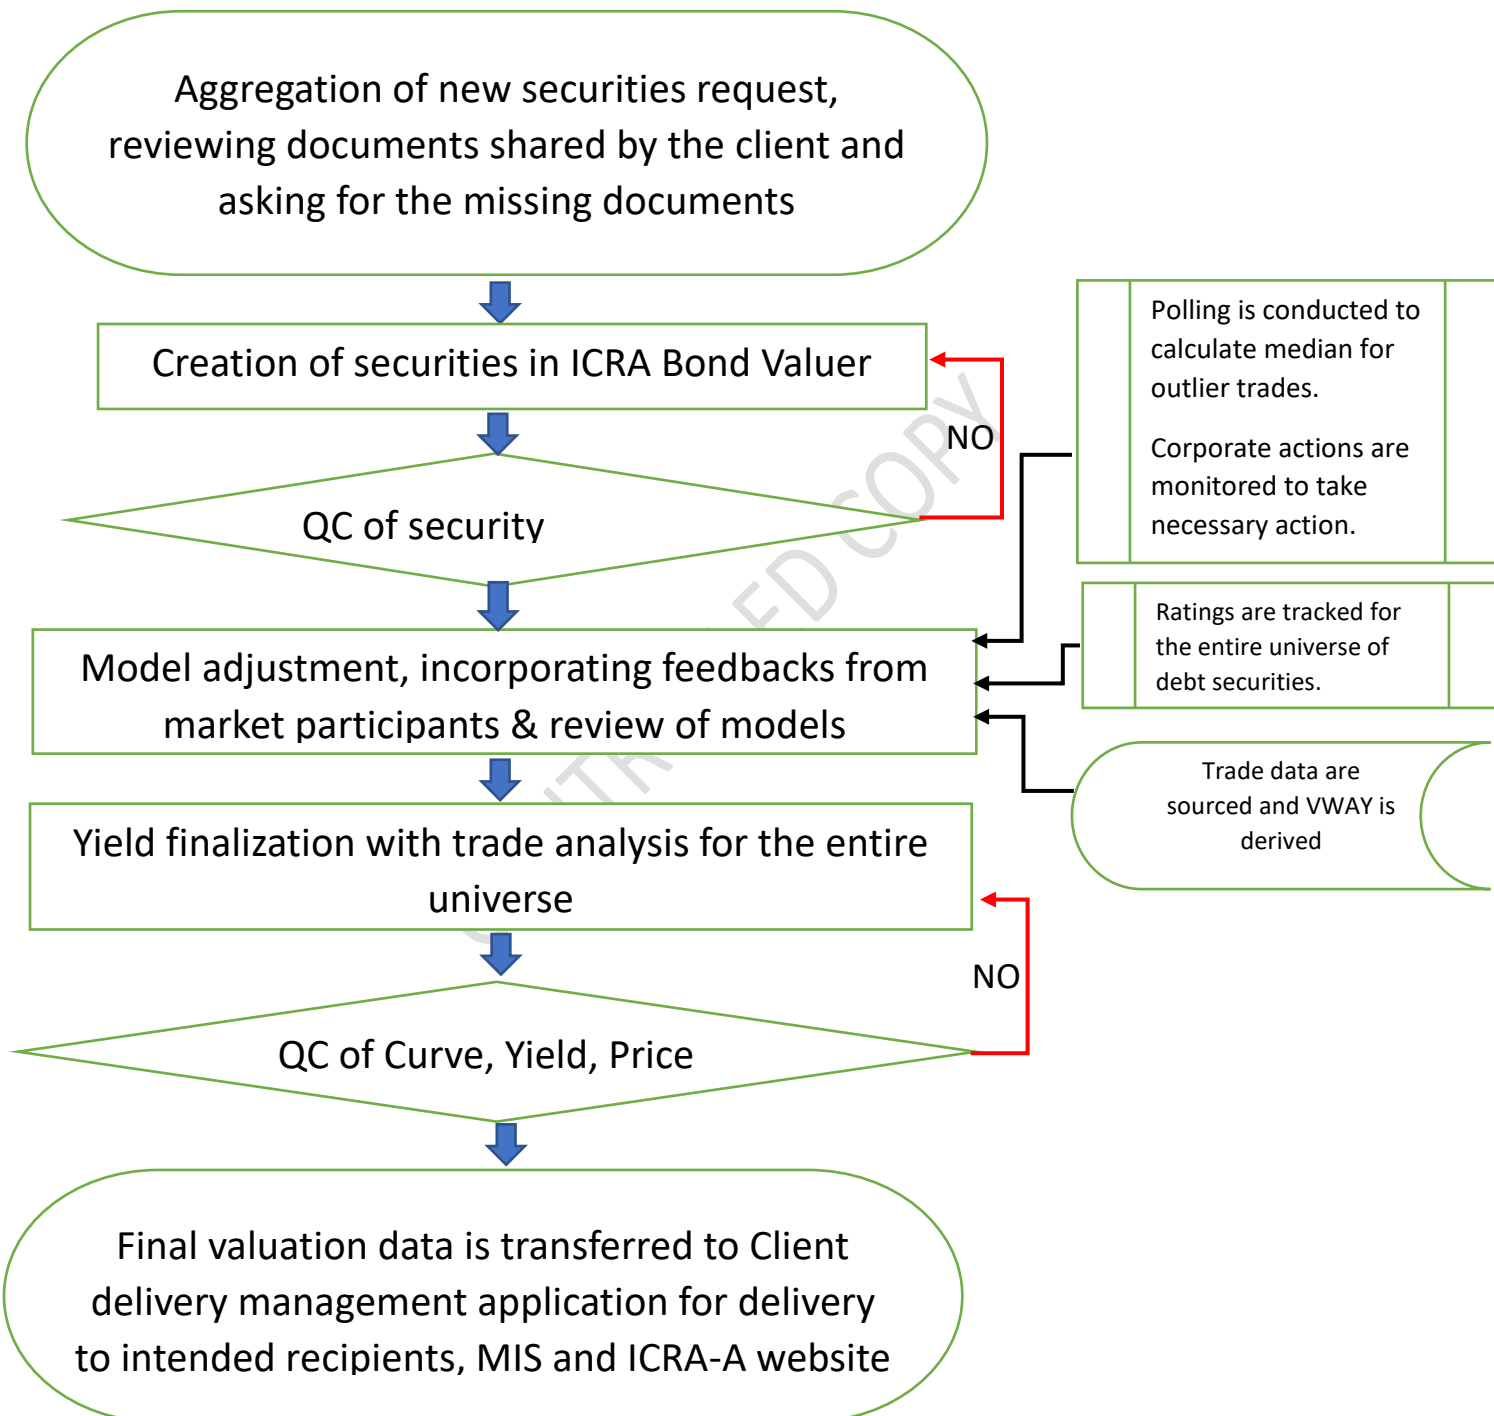 Aggregation of new securities request,
reviewing documents shared by the client and
asking for the missing documents
Creation of securities in ICRA Bond Valuer
NO
QC of security
Model adjustment, incorporating feedbacks from
market participants & review of models
Yield finalization with trade analysis for the entire
universe
NO
QC of Curve, Yield, Price
Final valuation data is transferred to Client
delivery management application for delivery
to intended recipients, MIS and ICRA-A website
Polling is conducted to
calculate median for
outlier trades.
Corporate actions are
monitored to take
necessary action.
Ratings are tracked for
the entire universe of
debt securities.
Trade data are
sourced and VWAY is
derived
COPY